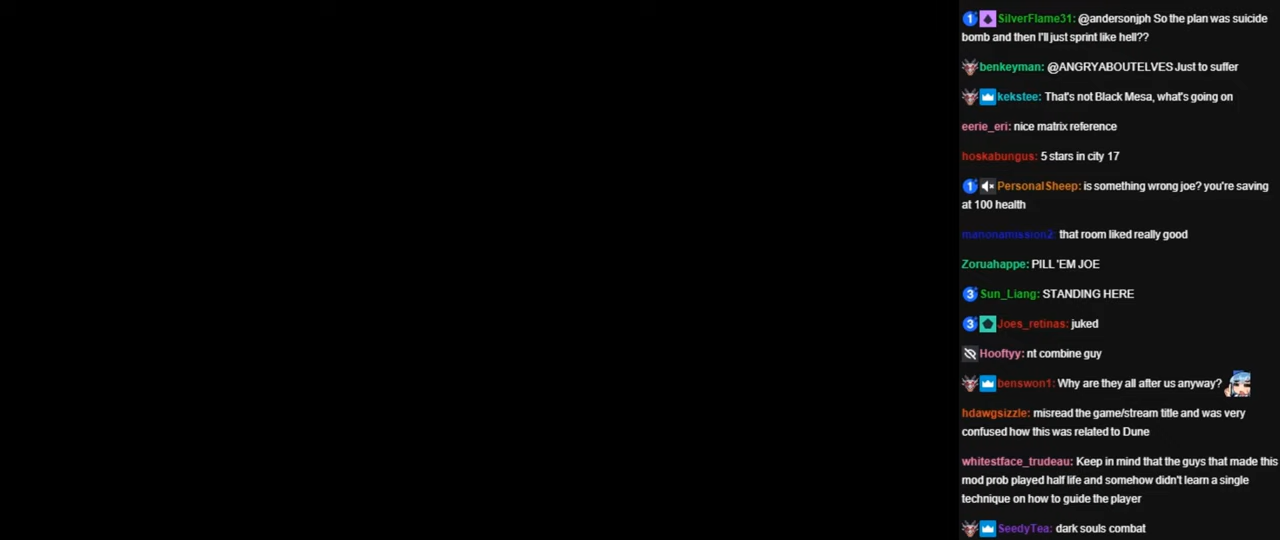 SilverFlame31: @andersonjph So the plan was suicide
bomb and then I'll just sprint like hell??
benkeyman: @ANGRYABOUTELVES Just to suffer
kekstee: That's not Black Mesa, what's going on
eerie_eri: nice matrix reference
hoskabungus: 5 stars in city 17
PersonalSheep: is something wrong joe? you're saving
at 100 health
manonamission2: that room liked really good
Zoruahappe: PILL 'EM JOE
Sun_Liang: STANDING HERE
Joes_retinas: juked
Hooftyy: nt combine guy
benswon1: Why are they all after us anyway?
hdawgsizzle: misread the game/stream title and was very
confused how this was related to Dune
whitestface_trudeau: Keep in mind that the guys that made this
mod prob played half life and somehow didn't learn a single
technique on how to guide the player
SeedyTea: dark souls combat